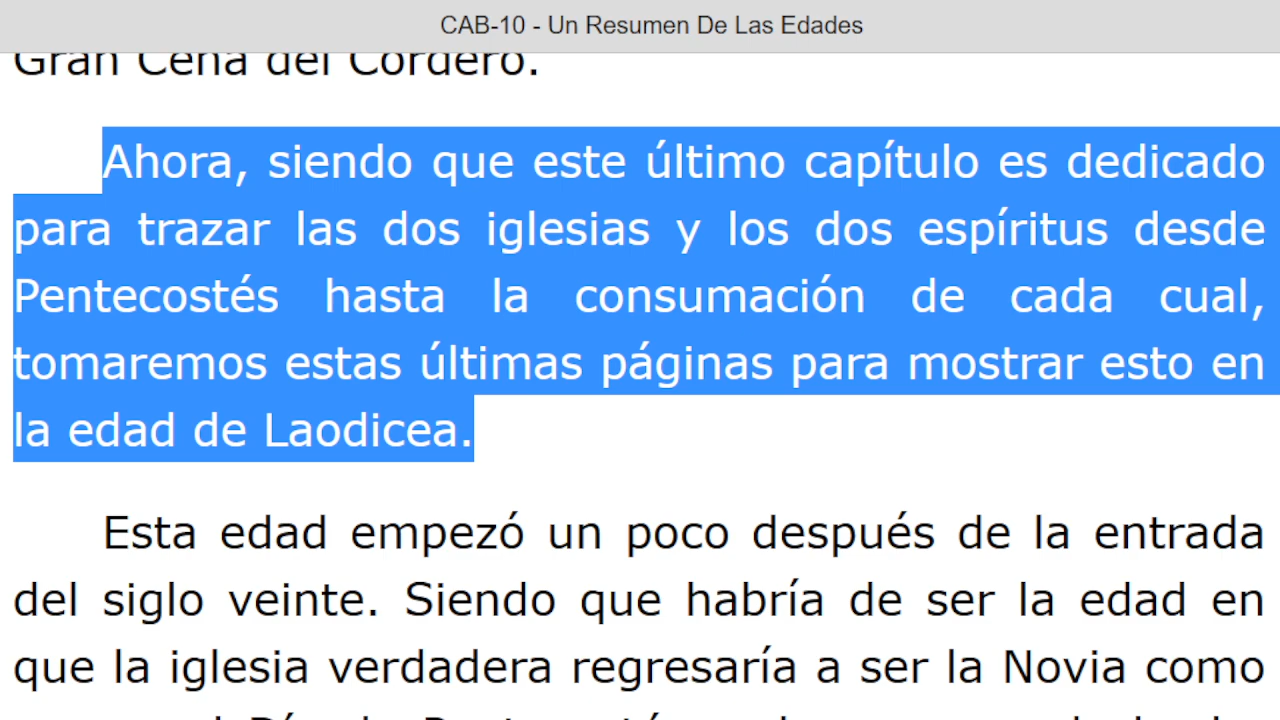 CAB-10 - Un Resumen De Las Edades
Gran Cena del Cordero.
Ahora, siendo que este último capítulo es dedicado
para trazar las dos iglesias y los dos espíritus desde
Pentecostés hasta la consumación de cada cual,
tomaremos estas últimas páginas para mostrar esto en
la edad de Laodicea.
Esta edad empezó un poco después de la entrada
del siglo veinte. Siendo que habría de ser la edad en
que la iglesia verdadera regresaría a ser la Novia como